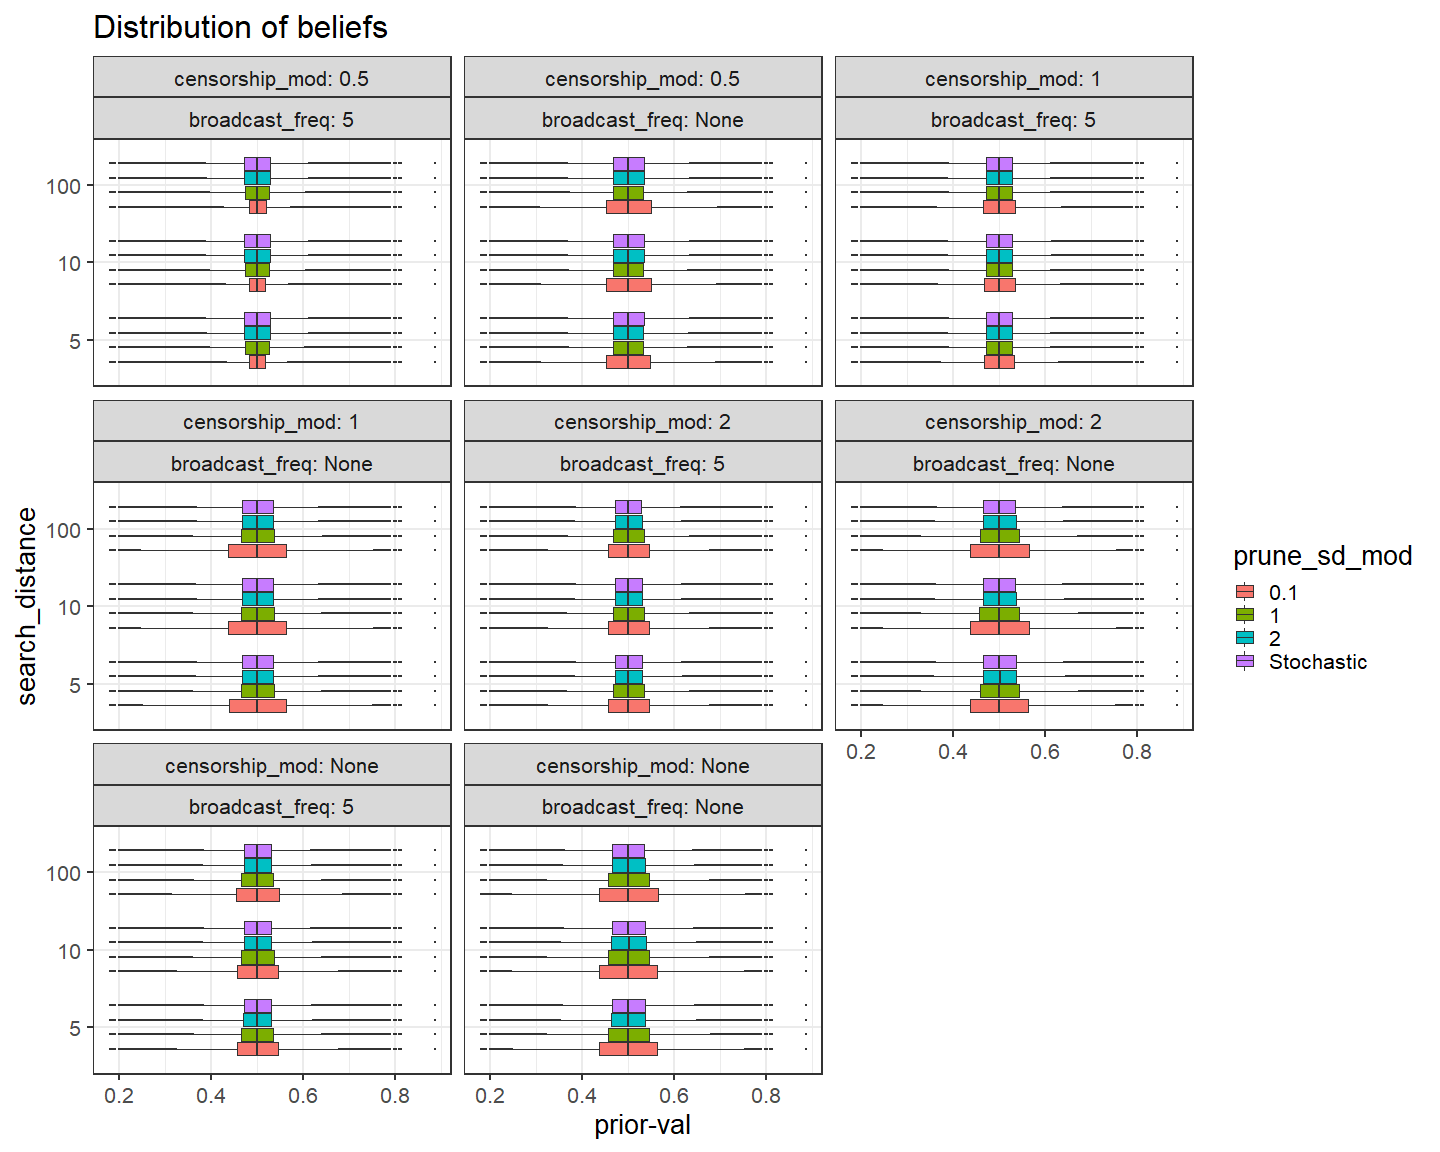 Distribution of beliefs
censorship_mod: 0.5
censorship_mod: 0.5
censorship_mod: 1
broadcast_freq: 5
broadcast_freq: None
broadcast_freq: 5
100
10
5
censorship_mod: 1
censorship_mod: 2
censorship_mod: 2
broadcast_freq: None
broadcast_freq: 5
broadcast_freq: None
100
10
5
0.2 0.4 0.6 0.8
search_distance
censorship_mod: None
censorship_mod: None
broadcast_freq: 5
broadcast_freq: None
100
10
5
0.2 0.4 0.6 0.8
0.2 0.4 0.6 0.8
prior-val
prune_sd_mod
0.1
1
2
Stochastic